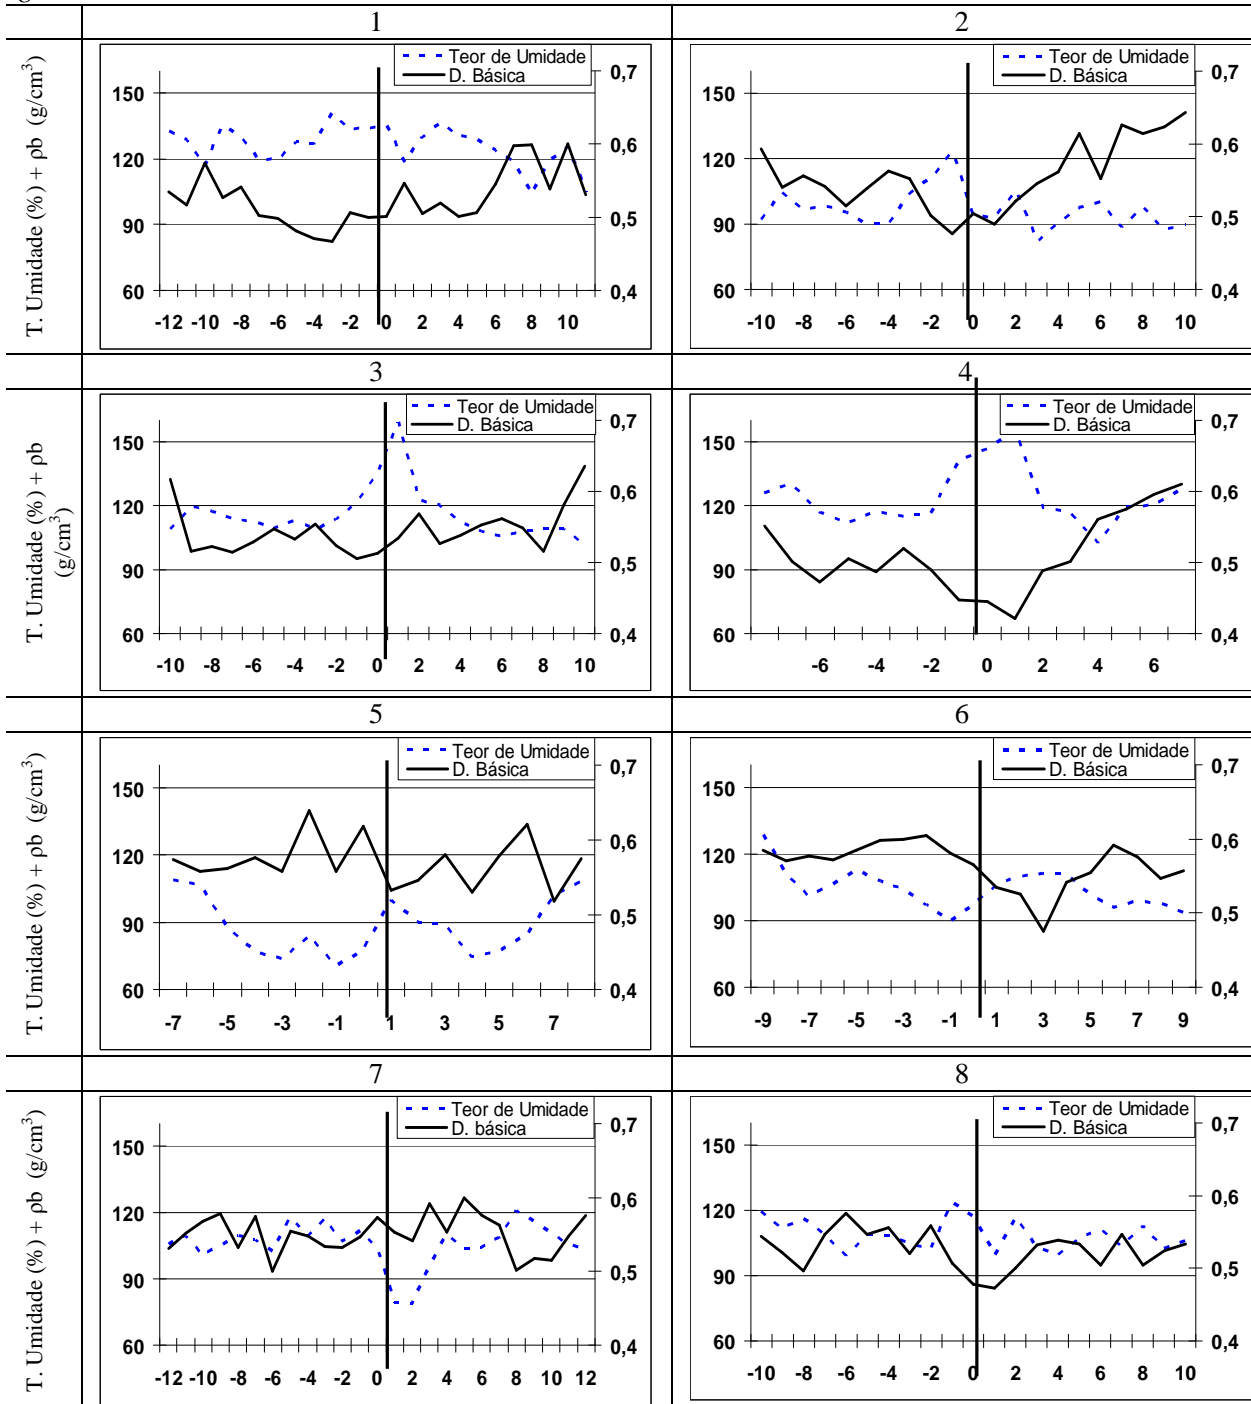 1 2
T. Umidade (%) + ρb (g/cm³)
Teor de Umidade
D. Básica
150
120
90
60
0,7
0,6
0,5
0,4
-12 -10 -8 -6 -4 -2 0 2 4 6 8 10
Teor de Umidade
D. Básica
150
120
90
60
0,7
0,6
0,5
0,4
-10 -8 -6 -4 -2 0 2 4 6 8 10
3 4
T. Umidade (%) + ρb
(g/cm³)
Teor de Umidade
D. Básica
150
120
90
60
0,7
0,6
0,5
0,4
-10 -8 -6 -4 -2 0 2 4 6 8 10
Teor de Umidade
D. Básica
150
120
90
60
0,7
0,6
0,5
0,4
-6 -4 -2 0 2 4 6
5 6
T. Umidade (%) + ρb (g/cm³)
Teor de Umidade
D. Básica
150
120
90
60
0,7
0,6
0,5
0,4
-7 -5 -3 -1 1 3 5 7
Teor de Umidade
D. Básica
150
120
90
60
0,7
0,6
0,5
0,4
-9 -7 -5 -3 -1 1 3 5 7 9
7 8
T. Umidade (%) + ρb (g/cm³)
Teor de Umidade
D. básica
150
120
90
60
0,7
0,6
0,5
0,4
-12 -10 -8 -6 -4 -2 0 2 4 6 8 10 12
Teor de Umidade
D. Básica
150
120
90
60
0,7
0,6
0,5
0,4
-10 -8 -6 -4 -2 0 2 4 6 8 10